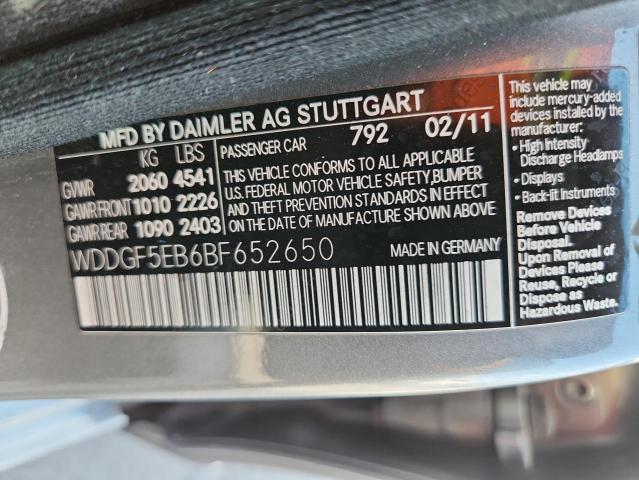 MFD BY DAIMLER AG STUTTGART
KG LBS PASSENGER CAR 792 02/11
GVWR 2060 4541
GAWR FRONT 1010 2226
GAWR REAR 1090 2403
THIS VEHICLE CONFORMS TO ALL APPLICABLE
U.S. FEDERAL MOTOR VEHICLE SAFETY, BUMPER
AND THEFT PREVENTION STANDARDS IN EFFECT
ON THE DATE OF MANUFACTURE SHOWN ABOVE.
WDDGF5EB6BF652650 MADE IN GERMANY
This vehicle may
include mercury-added
devices installed by the
manufacturer:
• High Intensity
Discharge Headlamps
• Displays
• Back-lit Instruments
Remove Devices
Before Vehicle
Disposal.
Upon Removal of
Devices Please
Reuse, Recycle or
Dispose as
Hazardous Waste.